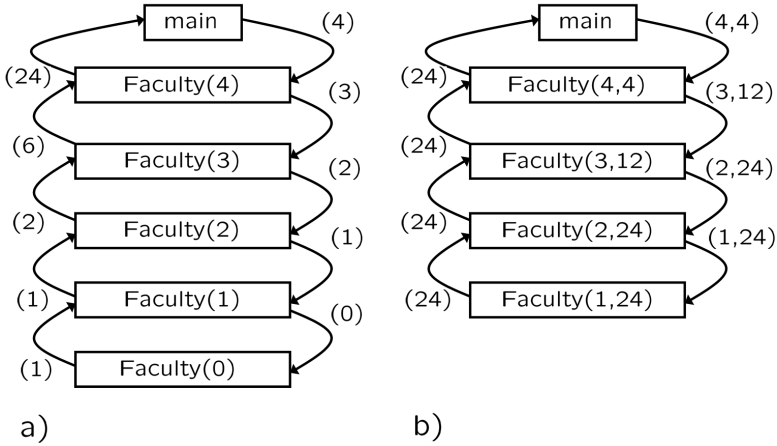 main
(4)
(24)
Faculty(4)
(3)
(6)
Faculty(3)
(2)
(2)
Faculty(2)
(1)
(1)
Faculty(1)
(0)
(1)
Faculty(0)
a)
main
(4,4)
(24)
Faculty(4,4)
(3,12)
(24)
Faculty(3,12)
(2,24)
(24)
Faculty(2,24)
(1,24)
(24)
Faculty(1,24)
b)